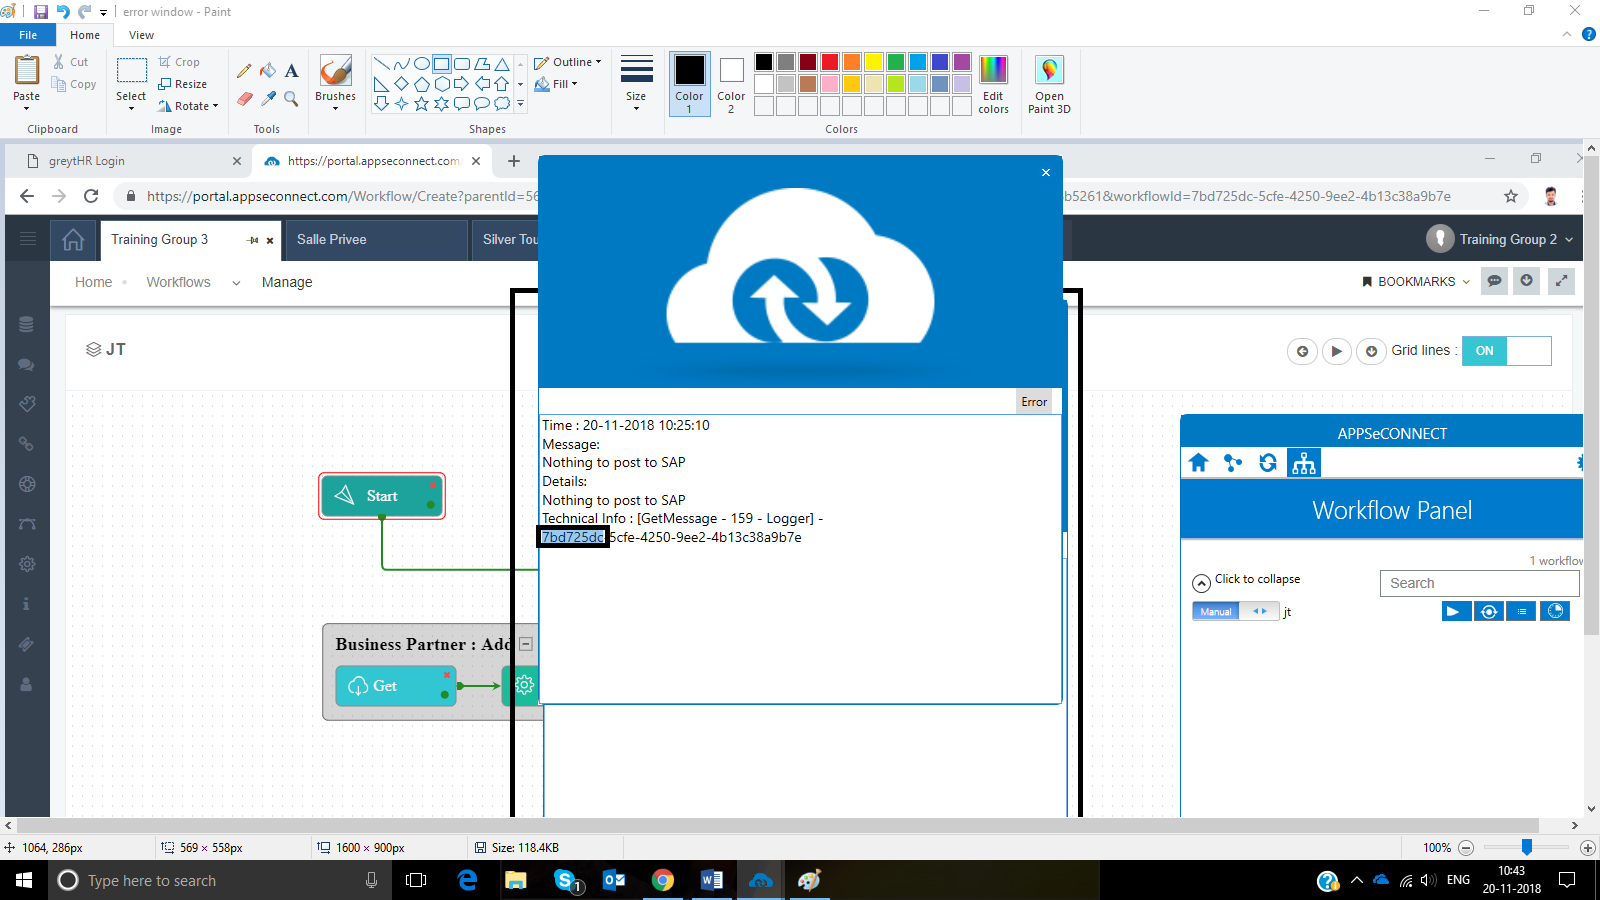 error window - Paint
File
Home
View
Paste
Cut
Copy
Clipboard
Select
Crop
Resize
Rotate
Image
Tools
Brushes
Outline
Fill
Shapes
Size
Color 1
Color 2
Edit colors
Colors
Open Paint 3D
greytHR Login
https://portal.appseconnect.com
https://portal.appseconnect.com/Workflow/Create?parentId=56
b5261&workflowId=7bd725dc-5cfe-4250-9ee2-4b13c38a9b7e
Training Group 3
Salle Privee
Silver Tou
Training Group 2
Home
Workflows
Manage
BOOKMARKS
JT
Grid lines :
ON
Error
Time : 20-11-2018 10:25:10
Message:
Nothing to post to SAP
Details:
Nothing to post to SAP
Technical Info : [GetMessage - 159 - Logger] -
7bd725dc-5cfe-4250-9ee2-4b13c38a9b7e
Start
Business Partner : Add
Get
APPSeCONNECT
Workflow Panel
1 workflow
Click to collapse
Search
Manual
jt
1064, 286px
569 × 558px
1600 × 900px
Size: 118.4KB
100%
Type here to search
1
ENG
10:43
20-11-2018